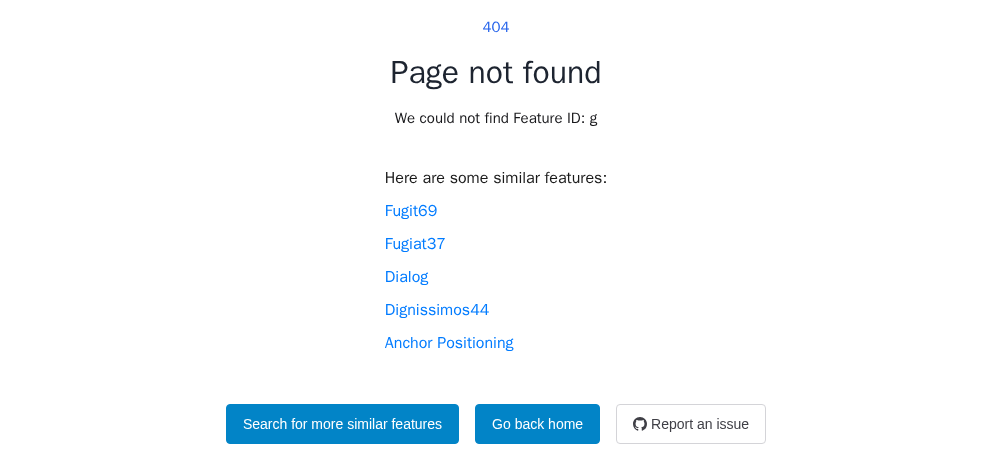 404
Page not found
We could not find Feature ID: g
Here are some similar features:
Fugit69
Fugiat37
Dialog
Dignissimos44
Anchor Positioning
Search for more similar features
Go back home
Report an issue